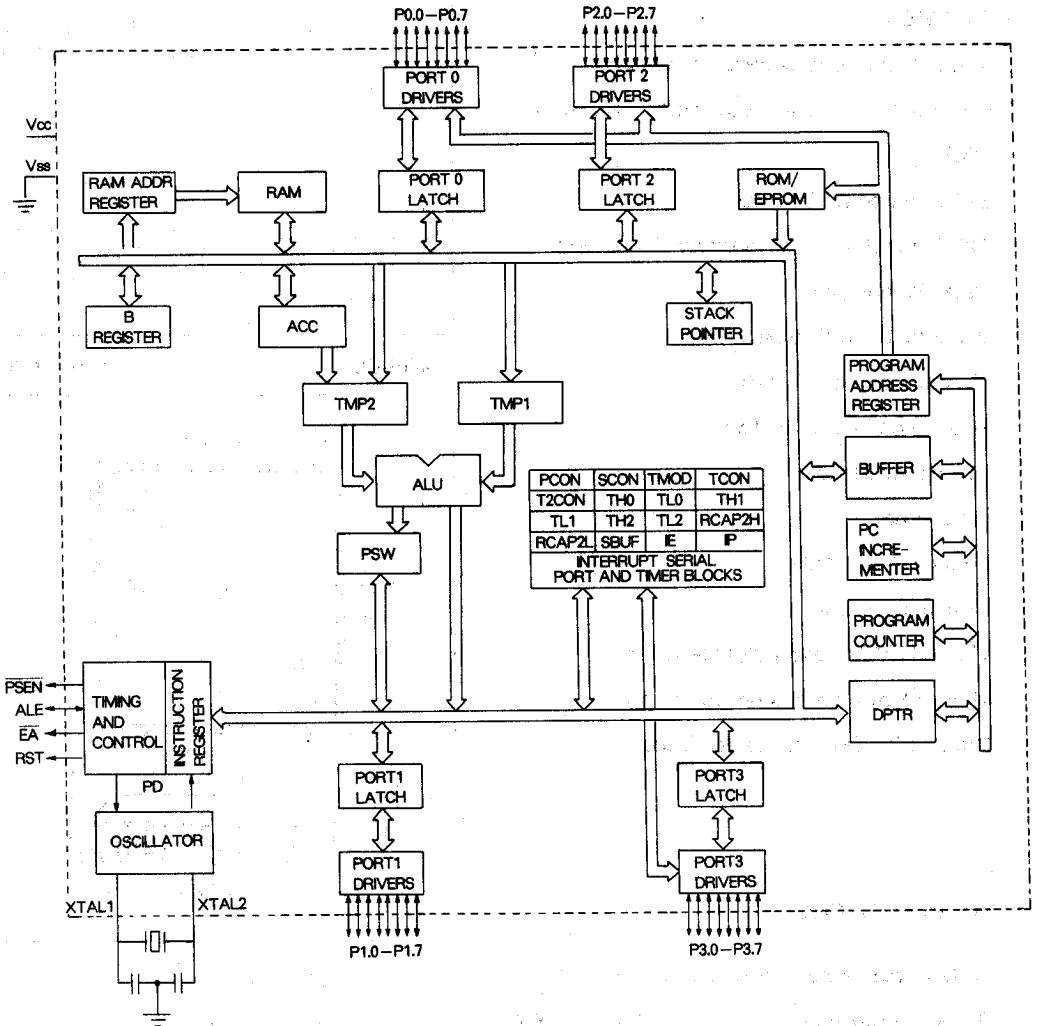 P0.0–P0.7
P2.0–P2.7
PORT 0
DRIVERS
PORT 2
DRIVERS
Vcc
Vss
RAM ADDR
REGISTER
RAM
PORT 0
LATCH
PORT 2
LATCH
ROM/
EPROM
B
REGISTER
ACC
STACK
POINTER
PROGRAM
ADDRESS
REGISTER
TMP2
TMP1
ALU
BUFFER
PCON SCON TMOD TCON
T2CON TH0 TL0 TH1
TL1 TH2 TL2 RCAP2H
RCAP2L SBUF IE IP
INTERRUPT SERIAL
PORT AND TIMER BLOCKS
PSW
PC
INCRE-
MENTER
PROGRAM
COUNTER
PSEN
ALE
EA
RST
TIMING
AND
CONTROL
INSTRUCTION
REGISTER
DPTR
PD
PORT1
LATCH
PORT3
LATCH
OSCILLATOR
PORT1
DRIVERS
PORT3
DRIVERS
XTAL1
XTAL2
P1.0–P1.7
P3.0–P3.7